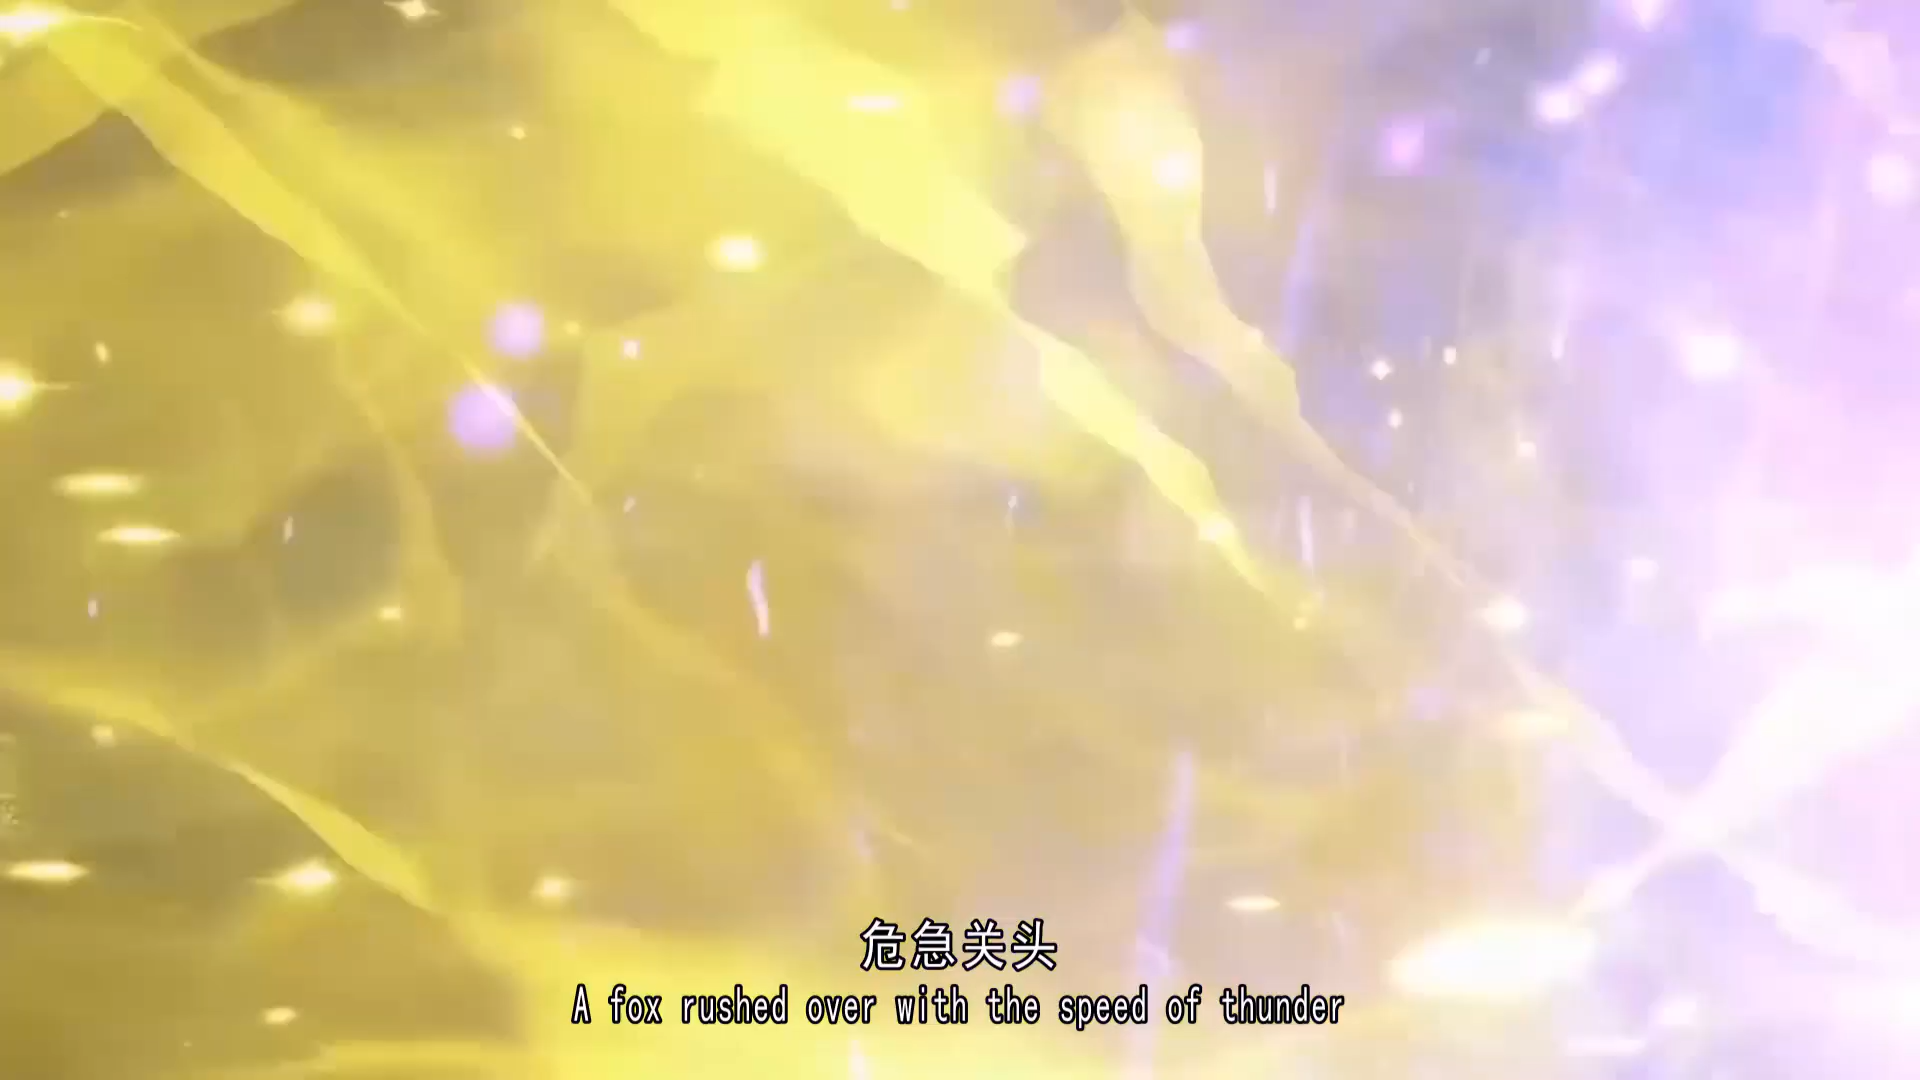 危急关头
A fox rushed over with the speed of thunder